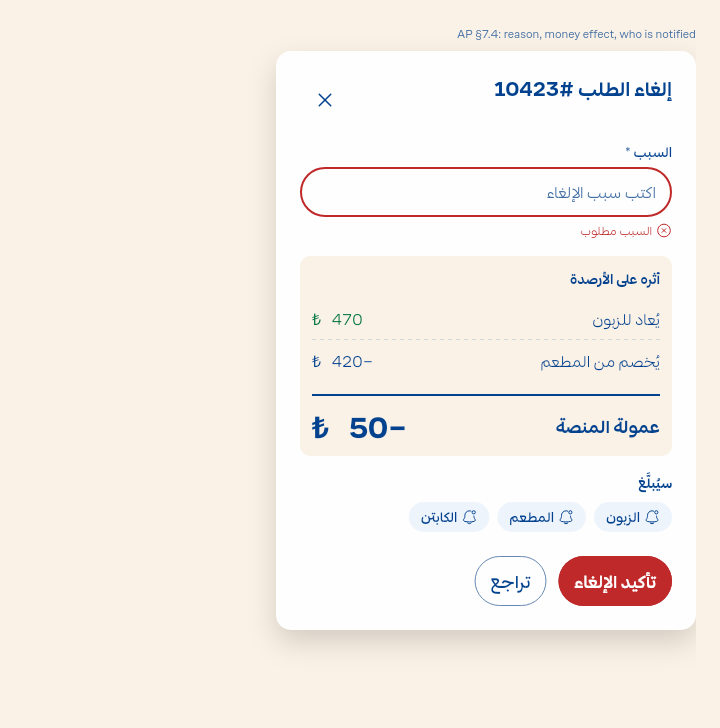 AP §7.4: reason, money effect, who is notified
إلغاء الطلب #10423
السبب *
اكتب سبب الإلغاء
السبب مطلوب
أثره على الأرصدة
يُعاد للزبون 470 ₺
يُخصم من المطعم −420 ₺
عمولة المنصة −50 ₺
سيُبلَّغ
الزبون المطعم الكابتن
تأكيد الإلغاء تراجع